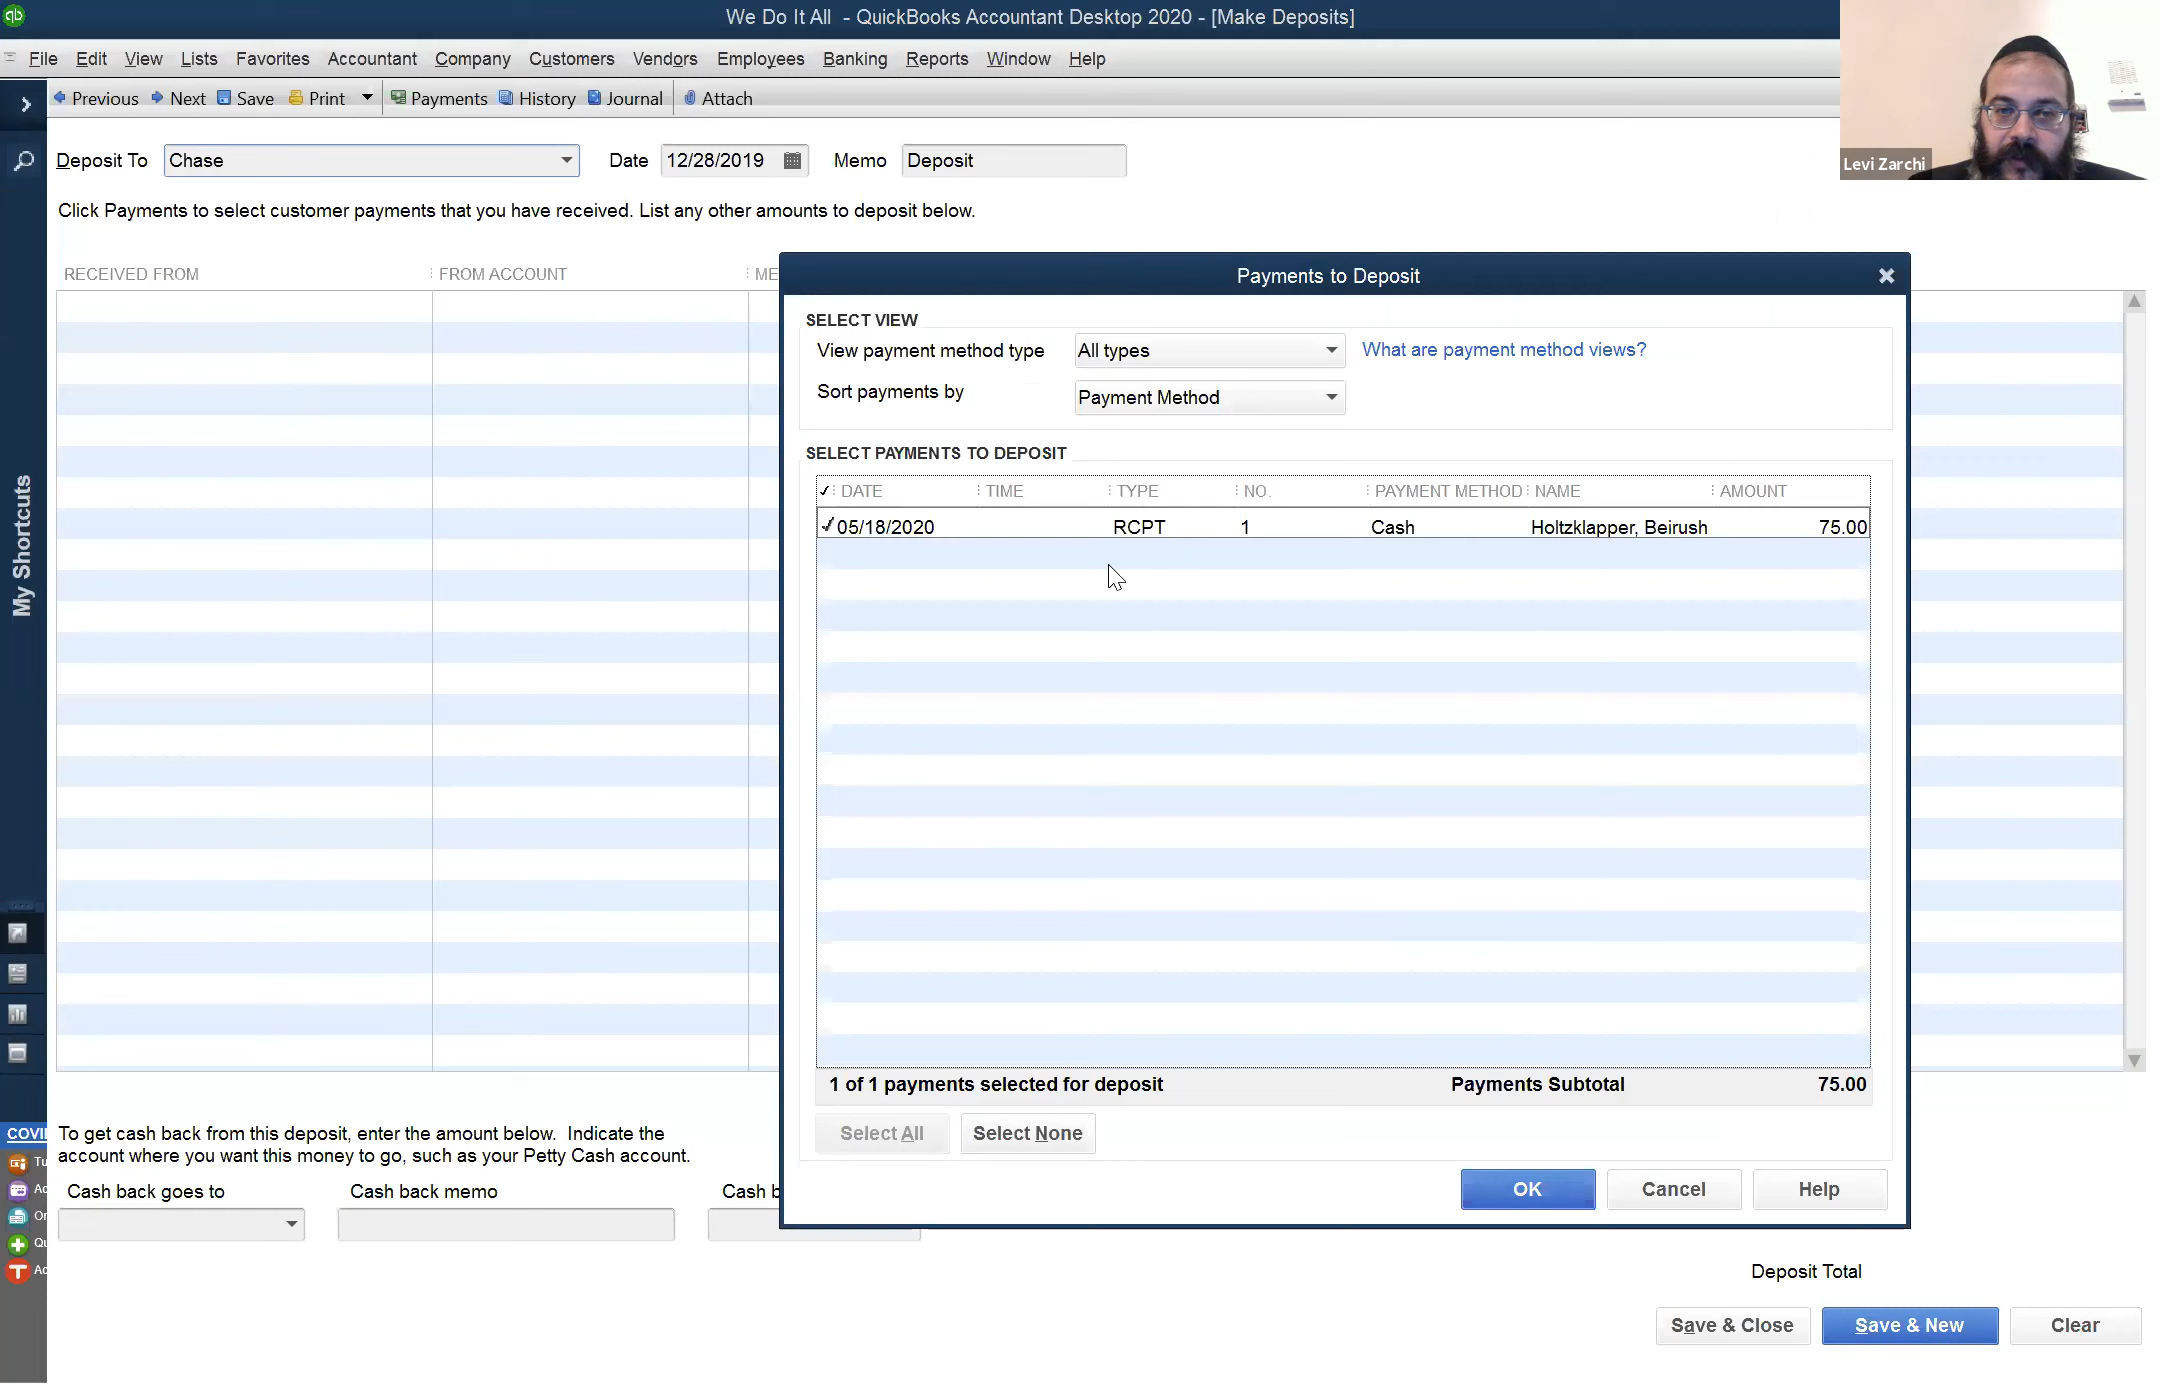 We Do It All - QuickBooks Accountant Desktop 2020 - [Make Deposits]
File Edit View Lists Favorites Accountant Company Customers Vendors Employees Banking Reports Window Help
Previous Next Save Print Payments History Journal Attach
Levi Zarchi
Deposit To Chase Date 12/28/2019 Memo Deposit
Click Payments to select customer payments that you have received. List any other amounts to deposit below.
RECEIVED FROM FROM ACCOUNT ME
My Shortcuts
Payments to Deposit
SELECT VIEW
View payment method type All types What are payment method views?
Sort payments by Payment Method
SELECT PAYMENTS TO DEPOSIT
DATE TIME TYPE NO. PAYMENT METHOD NAME AMOUNT
05/18/2020 RCPT 1 Cash Holtzklapper, Beirush 75.00
1 of 1 payments selected for deposit Payments Subtotal 75.00
Select All Select None
OK Cancel Help
COVI
Tu
Ac
Or
Qu
Ac
To get cash back from this deposit, enter the amount below. Indicate the
account where you want this money to go, such as your Petty Cash account.
Cash back goes to Cash back memo Cash b
Deposit Total
Save & Close Save & New Clear